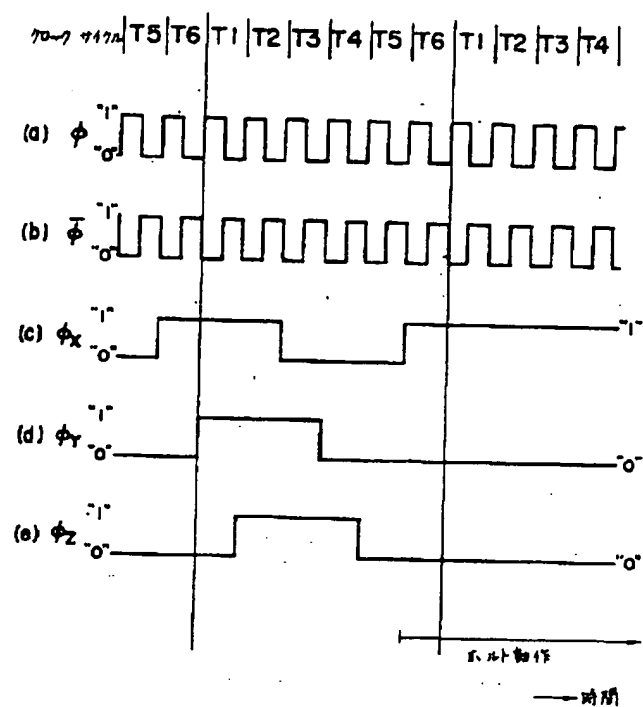 クロック サイクル|T5|T6|T1|T2|T3|T4|T5|T6|T1|T2|T3|T4|
(a) φ "1" "0"
(b) φ̄ "1" "0"
(c) φX "1" "0" "1"
(d) φY "1" "0" "0"
(e) φZ "1" "0" "0"
ホルト動作
→時間